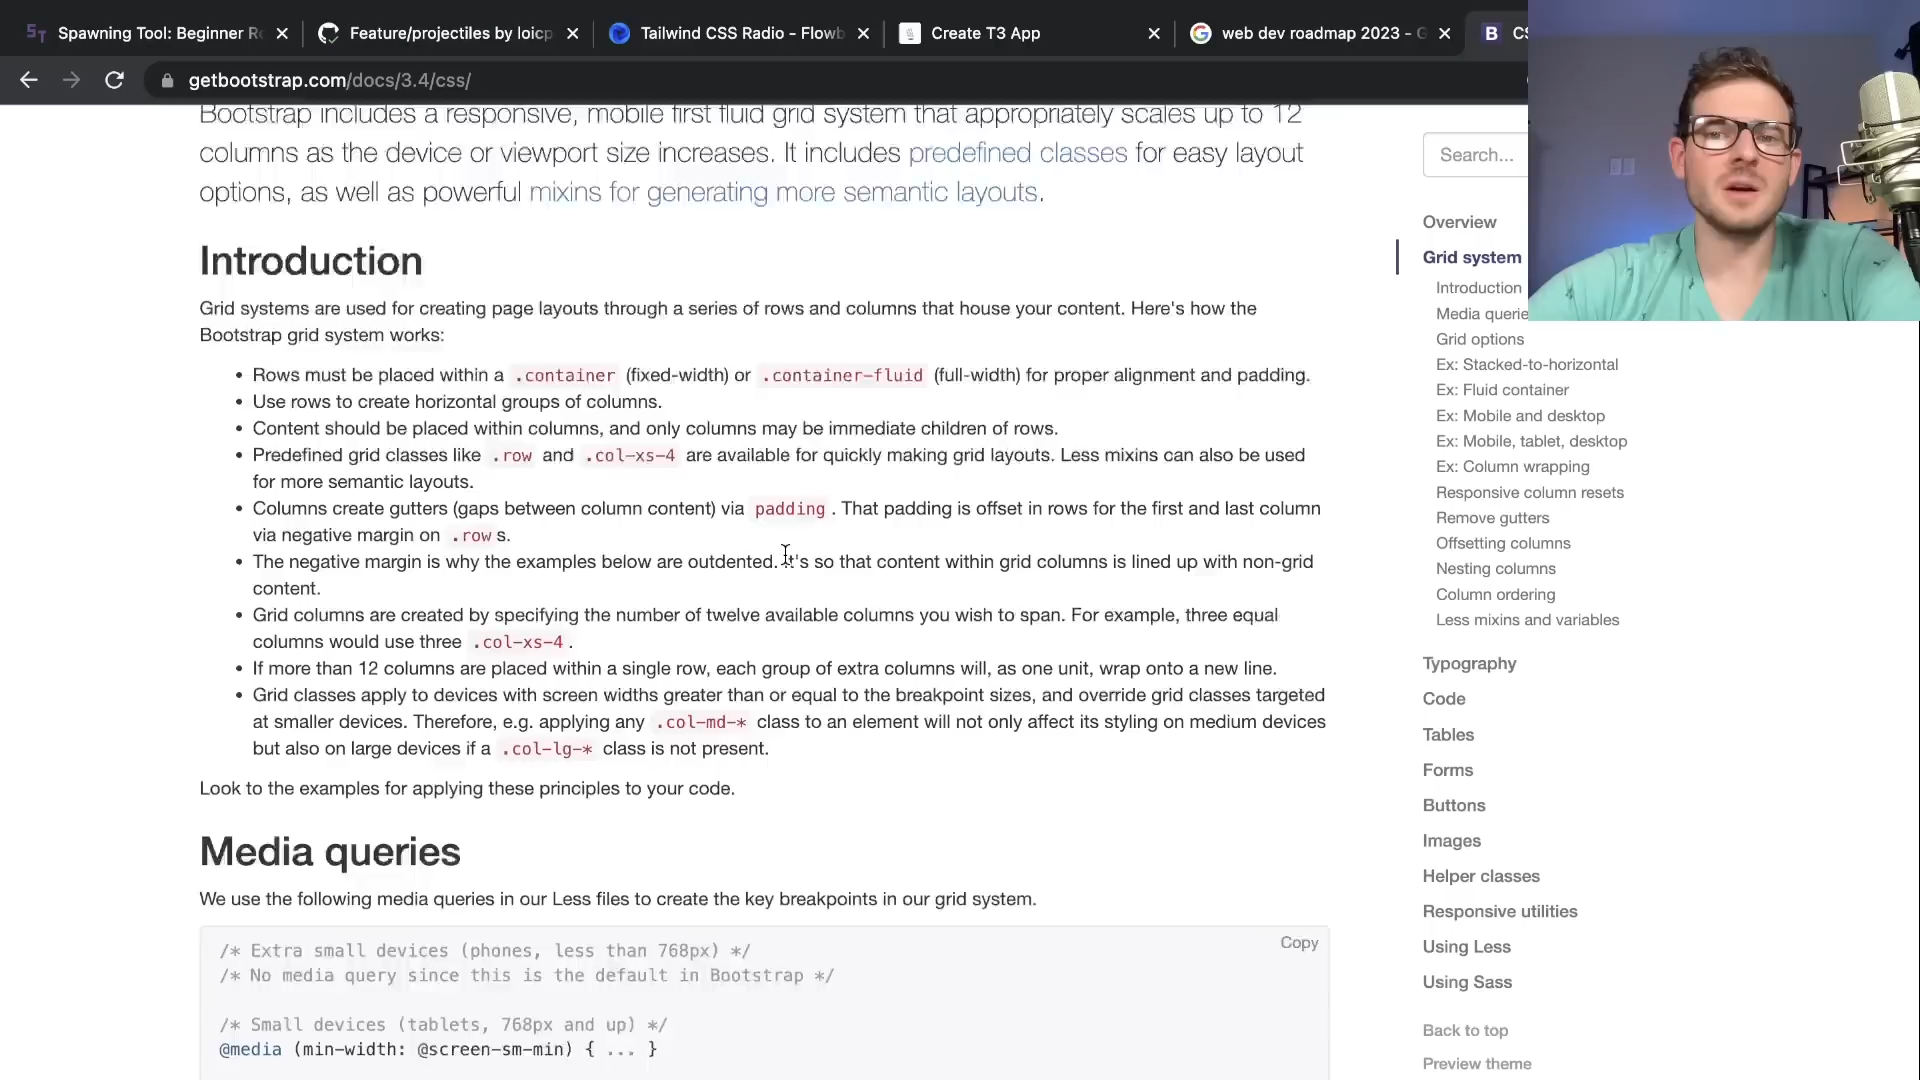 Spawning Tool: Beginner R
Feature/projectiles by loicp
Tailwind CSS Radio - Flowb
Create T3 App
web dev roadmap 2023 - G
B
CS
getbootstrap.com/docs/3.4/css/
Bootstrap includes a responsive, mobile first fluid grid system that appropriately scales up to 12
columns as the device or viewport size increases. It includes predefined classes for easy layout
options, as well as powerful mixins for generating more semantic layouts.
Introduction
Grid systems are used for creating page layouts through a series of rows and columns that house your content. Here's how the
Bootstrap grid system works:
• Rows must be placed within a .container (fixed-width) or .container-fluid (full-width) for proper alignment and padding.
• Use rows to create horizontal groups of columns.
• Content should be placed within columns, and only columns may be immediate children of rows.
• Predefined grid classes like .row and .col-xs-4 are available for quickly making grid layouts. Less mixins can also be used
for more semantic layouts.
• Columns create gutters (gaps between column content) via padding . That padding is offset in rows for the first and last column
via negative margin on .row s.
• The negative margin is why the examples below are outdented. It's so that content within grid columns is lined up with non-grid
content.
• Grid columns are created by specifying the number of twelve available columns you wish to span. For example, three equal
columns would use three .col-xs-4 .
• If more than 12 columns are placed within a single row, each group of extra columns will, as one unit, wrap onto a new line.
• Grid classes apply to devices with screen widths greater than or equal to the breakpoint sizes, and override grid classes targeted
at smaller devices. Therefore, e.g. applying any .col-md-* class to an element will not only affect its styling on medium devices
but also on large devices if a .col-lg-* class is not present.
Look to the examples for applying these principles to your code.
Media queries
We use the following media queries in our Less files to create the key breakpoints in our grid system.
Copy
/* Extra small devices (phones, less than 768px) */
/* No media query since this is the default in Bootstrap */
/* Small devices (tablets, 768px and up) */
@media (min-width: @screen-sm-min) { ... }
Search...
Overview
Grid system
Introduction
Media querie
Grid options
Ex: Stacked-to-horizontal
Ex: Fluid container
Ex: Mobile and desktop
Ex: Mobile, tablet, desktop
Ex: Column wrapping
Responsive column resets
Remove gutters
Offsetting columns
Nesting columns
Column ordering
Less mixins and variables
Typography
Code
Tables
Forms
Buttons
Images
Helper classes
Responsive utilities
Using Less
Using Sass
Back to top
Preview theme